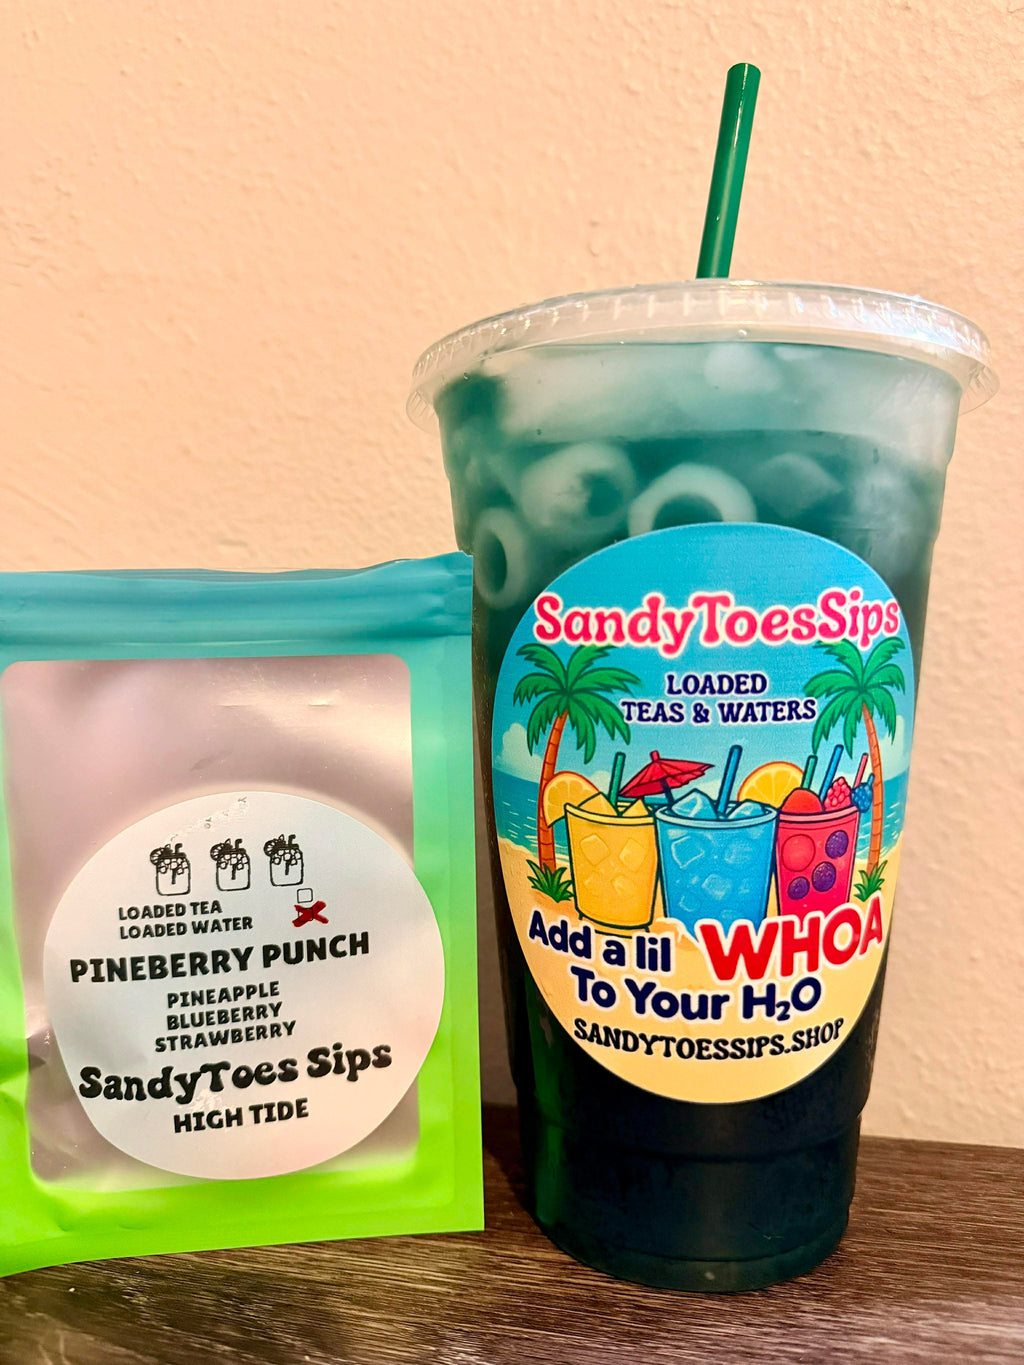 LOADED TEA
LOADED WATER
PINEBERRY PUNCH
PINEAPPLE
BLUEBERRY
STRAWBERRY
SandyToes Sips
HIGH TIDE
SandyToesSips
LOADED
TEAS & WATERS
Add a lil WHOA
To Your H₂O
SANDYTOESSIPS.SHOP